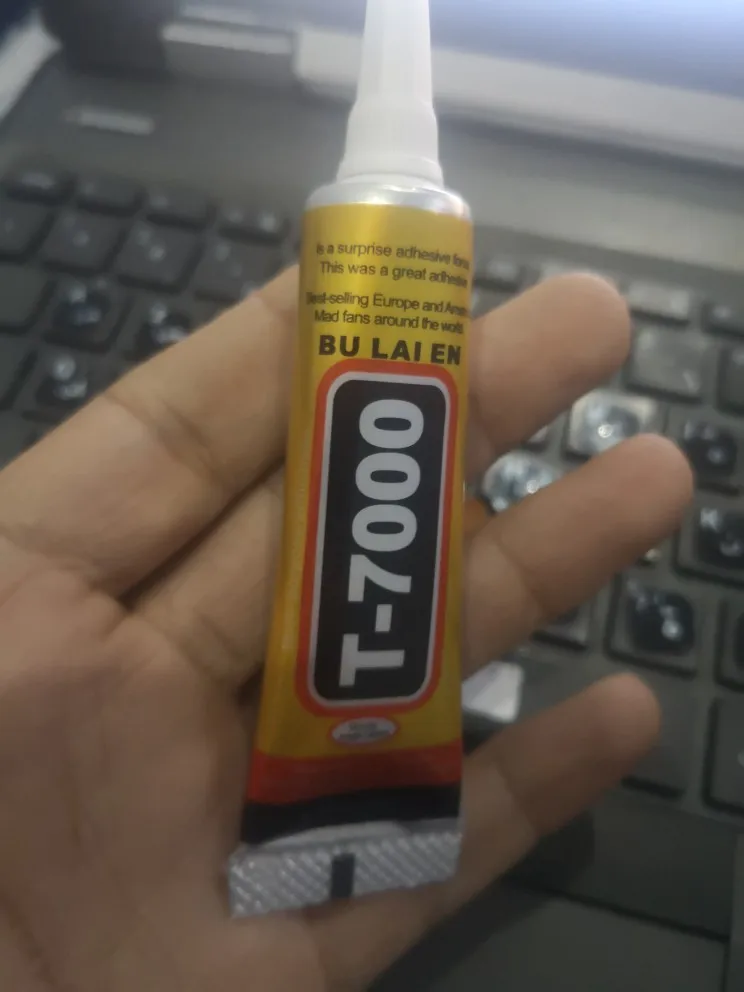 Is a surprise adhesive
This was a great adhesive
Best-selling Europe and
Mad fans around the world
BU LAI EN
T-7000